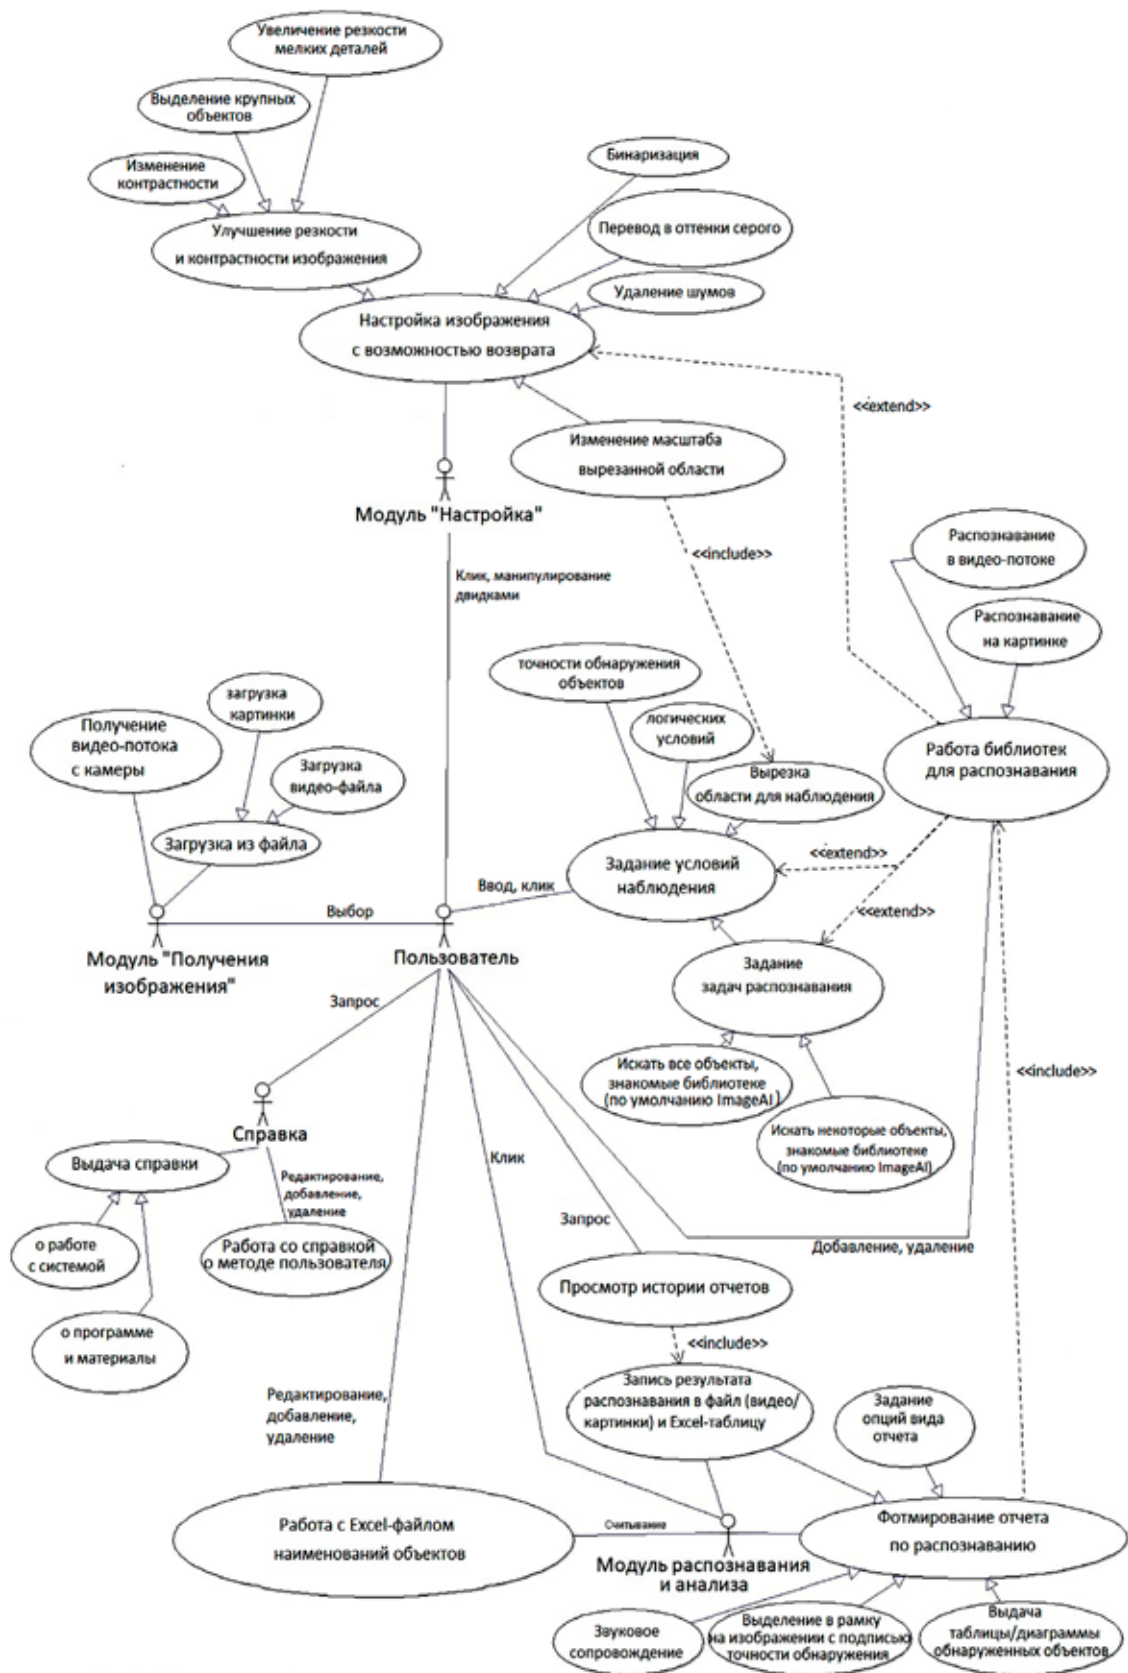 Увеличение резкости
мелких деталей
Выделение крупных
объектов
Изменение
контрастности
Бинаризация
Улучшение резкости
и контрастности изображения
Перевод в оттенки серого
Удаление шумов
Настройка изображения
с возможностью возврата
<<extend>>
Изменение масштаба
вырезанной области
Модуль "Настройка"
<<include>>
Распознавание
в видео-потоке
Клик, манипулирование
двидками
Распознавание
на картинке
точности обнаружения
объектов
загрузка
картинки
логических
условий
Получение
видео-потока
с камеры
Работа библиотек
для распознавания
Загрузка
видео-файла
Вырезка
области для наблюдения
Загрузка из файла
Задание условий
наблюдения
<<extend>>
Ввод, клик
Выбор
<<extend>>
Модуль "Получения
изображения"
Пользователь
Задание
задач распознавания
Запрос
Искать все объекты,
знакомые библиотеке
(по умолчанию ImageAI)
<<include>>
Справка
Искать некоторые объекты,
знакомые библиотеке
(по умолчанию ImageAI)
Выдача справки
Клик
Редактирование,
добавление,
удаление
Запрос
о работе
с системой
Работа со справкой
о методе пользователя
Добавление, удаление
Просмотр истории отчетов
о программе
и материалы
<<include>>
Запись результата
распознавания в файл (видео/
картинки) и Excel-таблицу
Редактирование,
добавление,
удаление
Задание
опций вида
отчета
Работа с Excel-файлом
наименований объектов
Считывание
Фотмирование отчета
по распознаванию
Модуль распознавания
и анализа
Звуковое
сопровождение
Выделение в рамку
на изображении с подписью
точности обнаружения
Выдача
таблицы/диаграммы
обнаруженных объектов